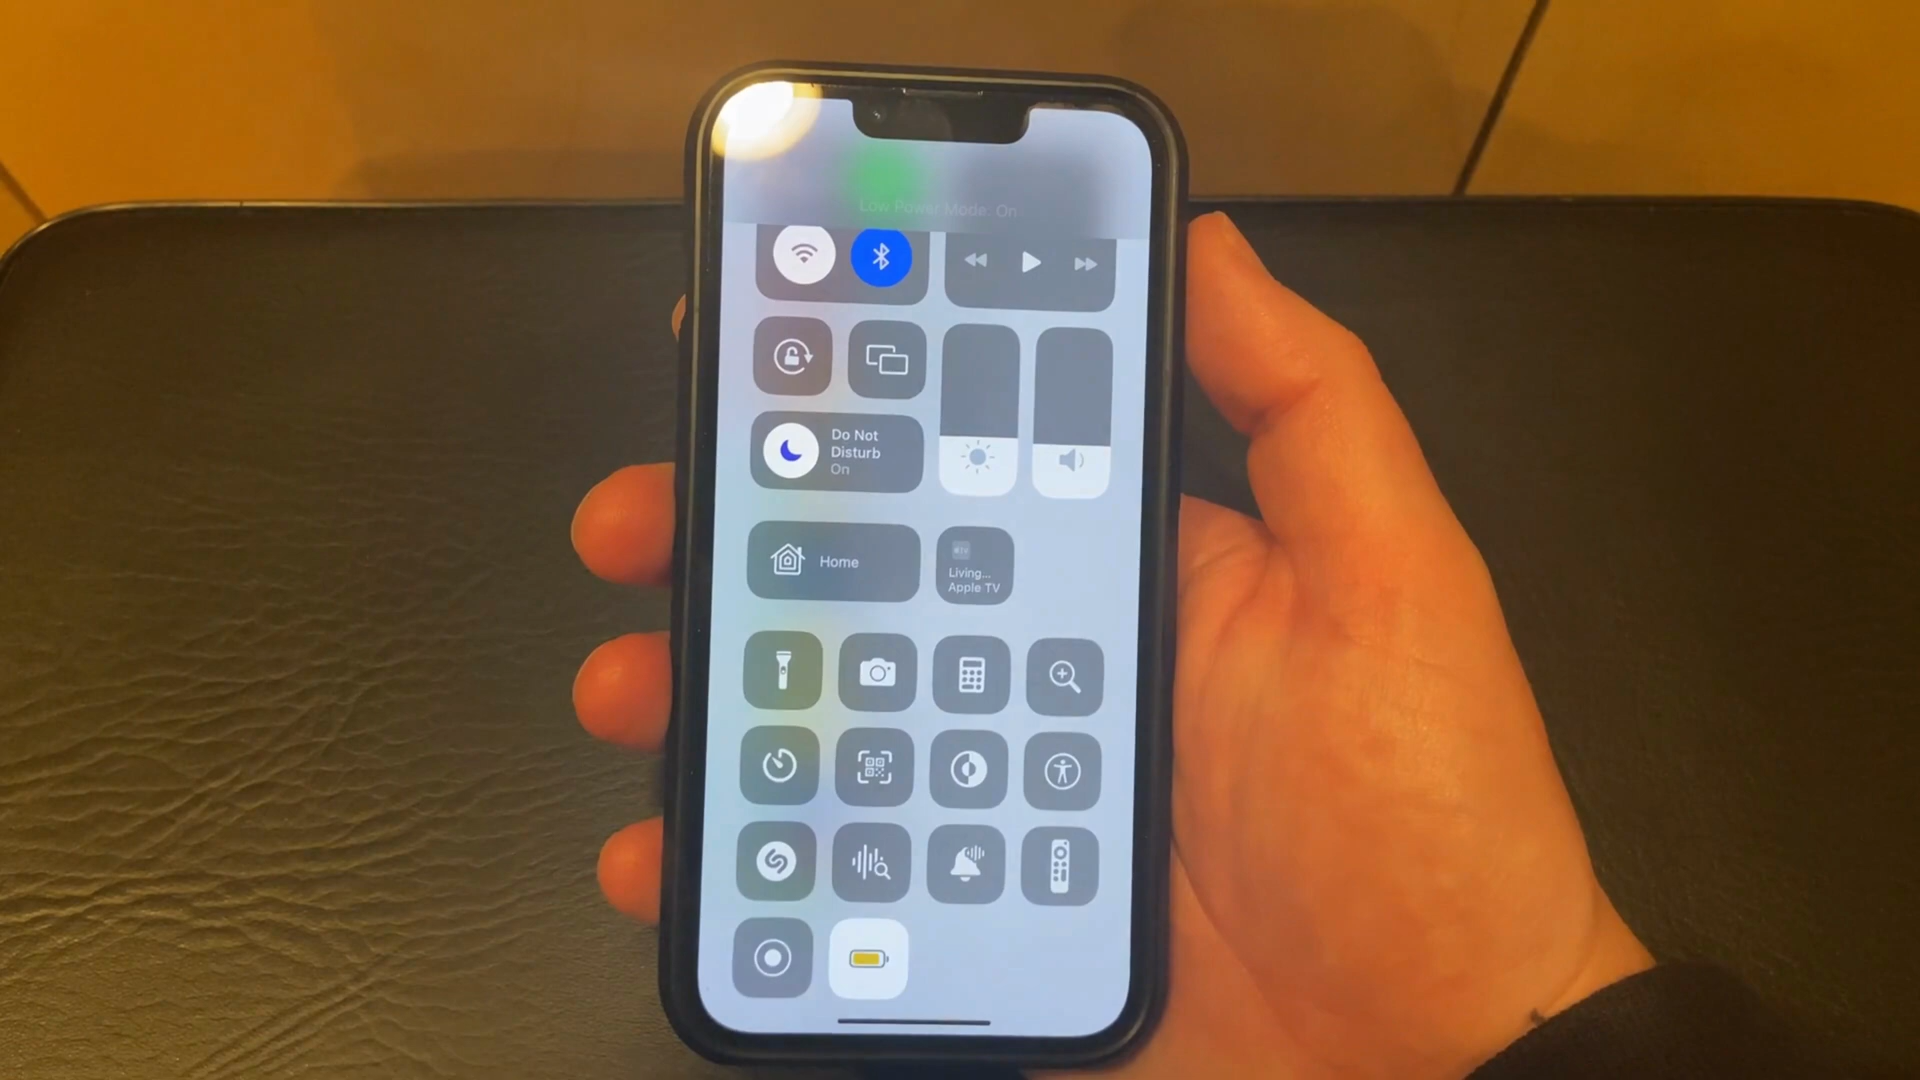 Low Power Mode: On
Do Not
Disturb
On
Home
Living...
Apple TV